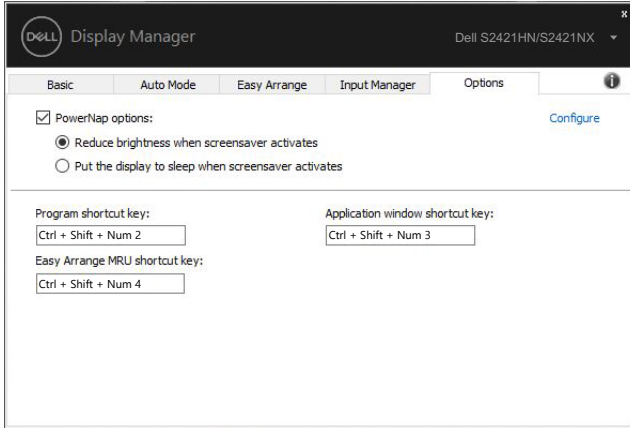 x
DELL Display Manager
Dell S2421HN/S2421NX
Basic Auto Mode Easy Arrange Input Manager Options i
PowerNap options: Configure
Reduce brightness when screensaver activates
Put the display to sleep when screensaver activates
Program shortcut key: Application window shortcut key:
Ctrl + Shift + Num 2 Ctrl + Shift + Num 3
Easy Arrange MRU shortcut key:
Ctrl + Shift + Num 4